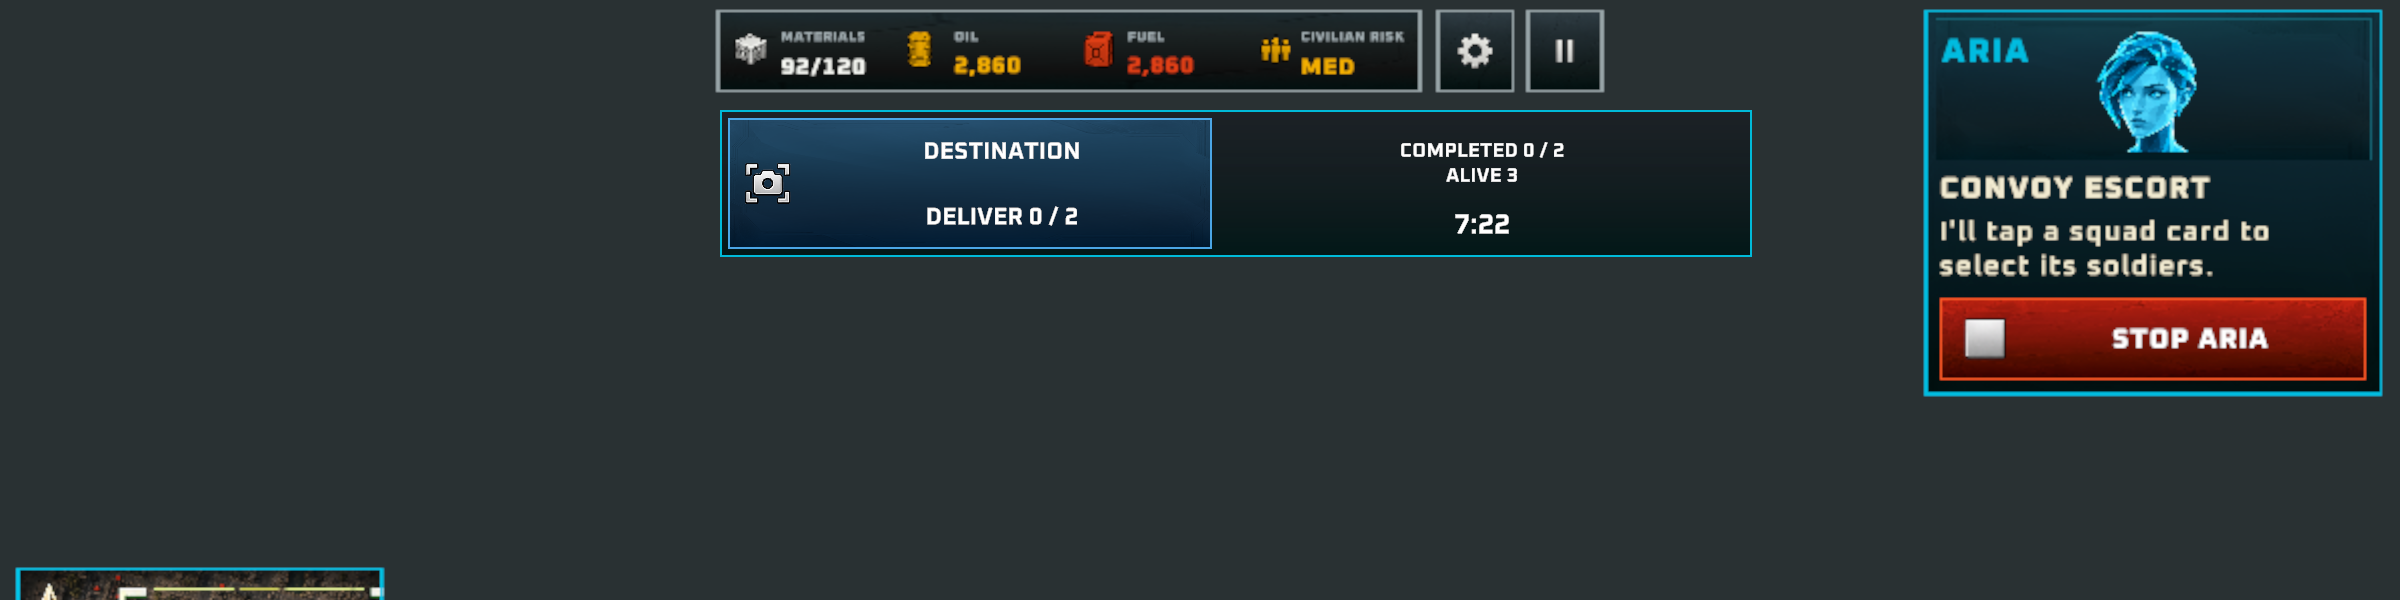 MATERIALS
92/120
OIL
2,860
FUEL
2,860
CIVILIAN RISK
MED
DESTINATION
DELIVER 0 / 2
COMPLETED 0 / 2
ALIVE 3
7:22
ARIA
CONVOY ESCORT
I'll tap a squad card to
select its soldiers.
STOP ARIA